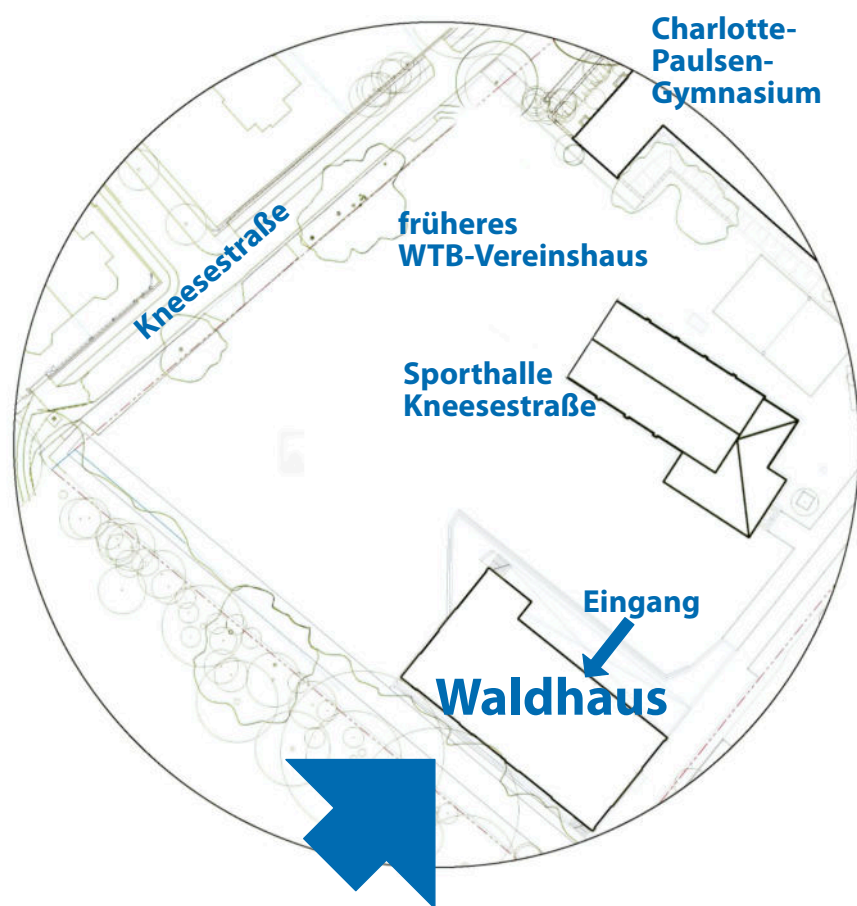 Charlotte-
Paulsen-
Gymnasium
Kneesestraße
früheres
WTB-Vereinshaus
Sporthalle
Kneesestraße
Eingang
Waldhaus